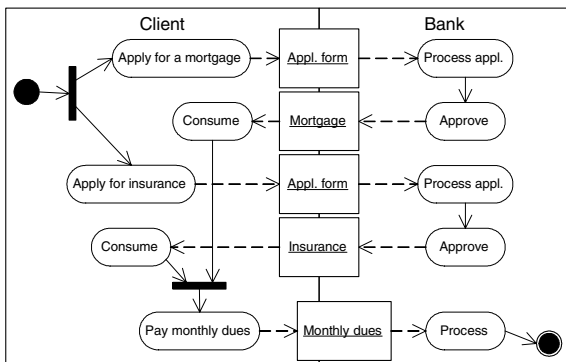 Client Bank
Apply for a mortgage Appl. form Process appl.
Consume Mortgage Approve
Apply for insurance Appl. form Process appl.
Consume Insurance Approve
Pay monthly dues Monthly dues Process